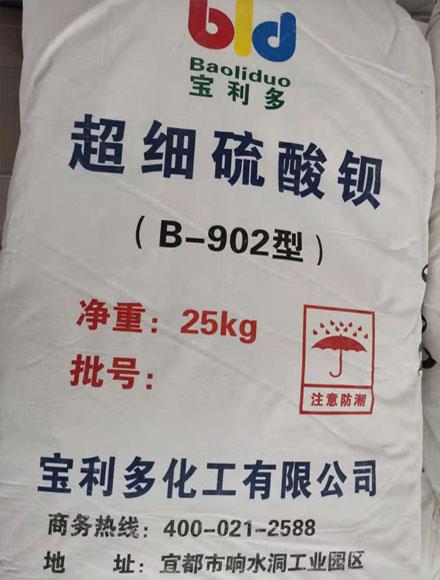 bld
Baoliduo
宝利多
超细硫酸钡
（B-902型）
净重：25kg
批号：
注意防潮
宝利多化工有限公司
商务热线：400-021-2588
地 址：宜都市响水洞工业园区